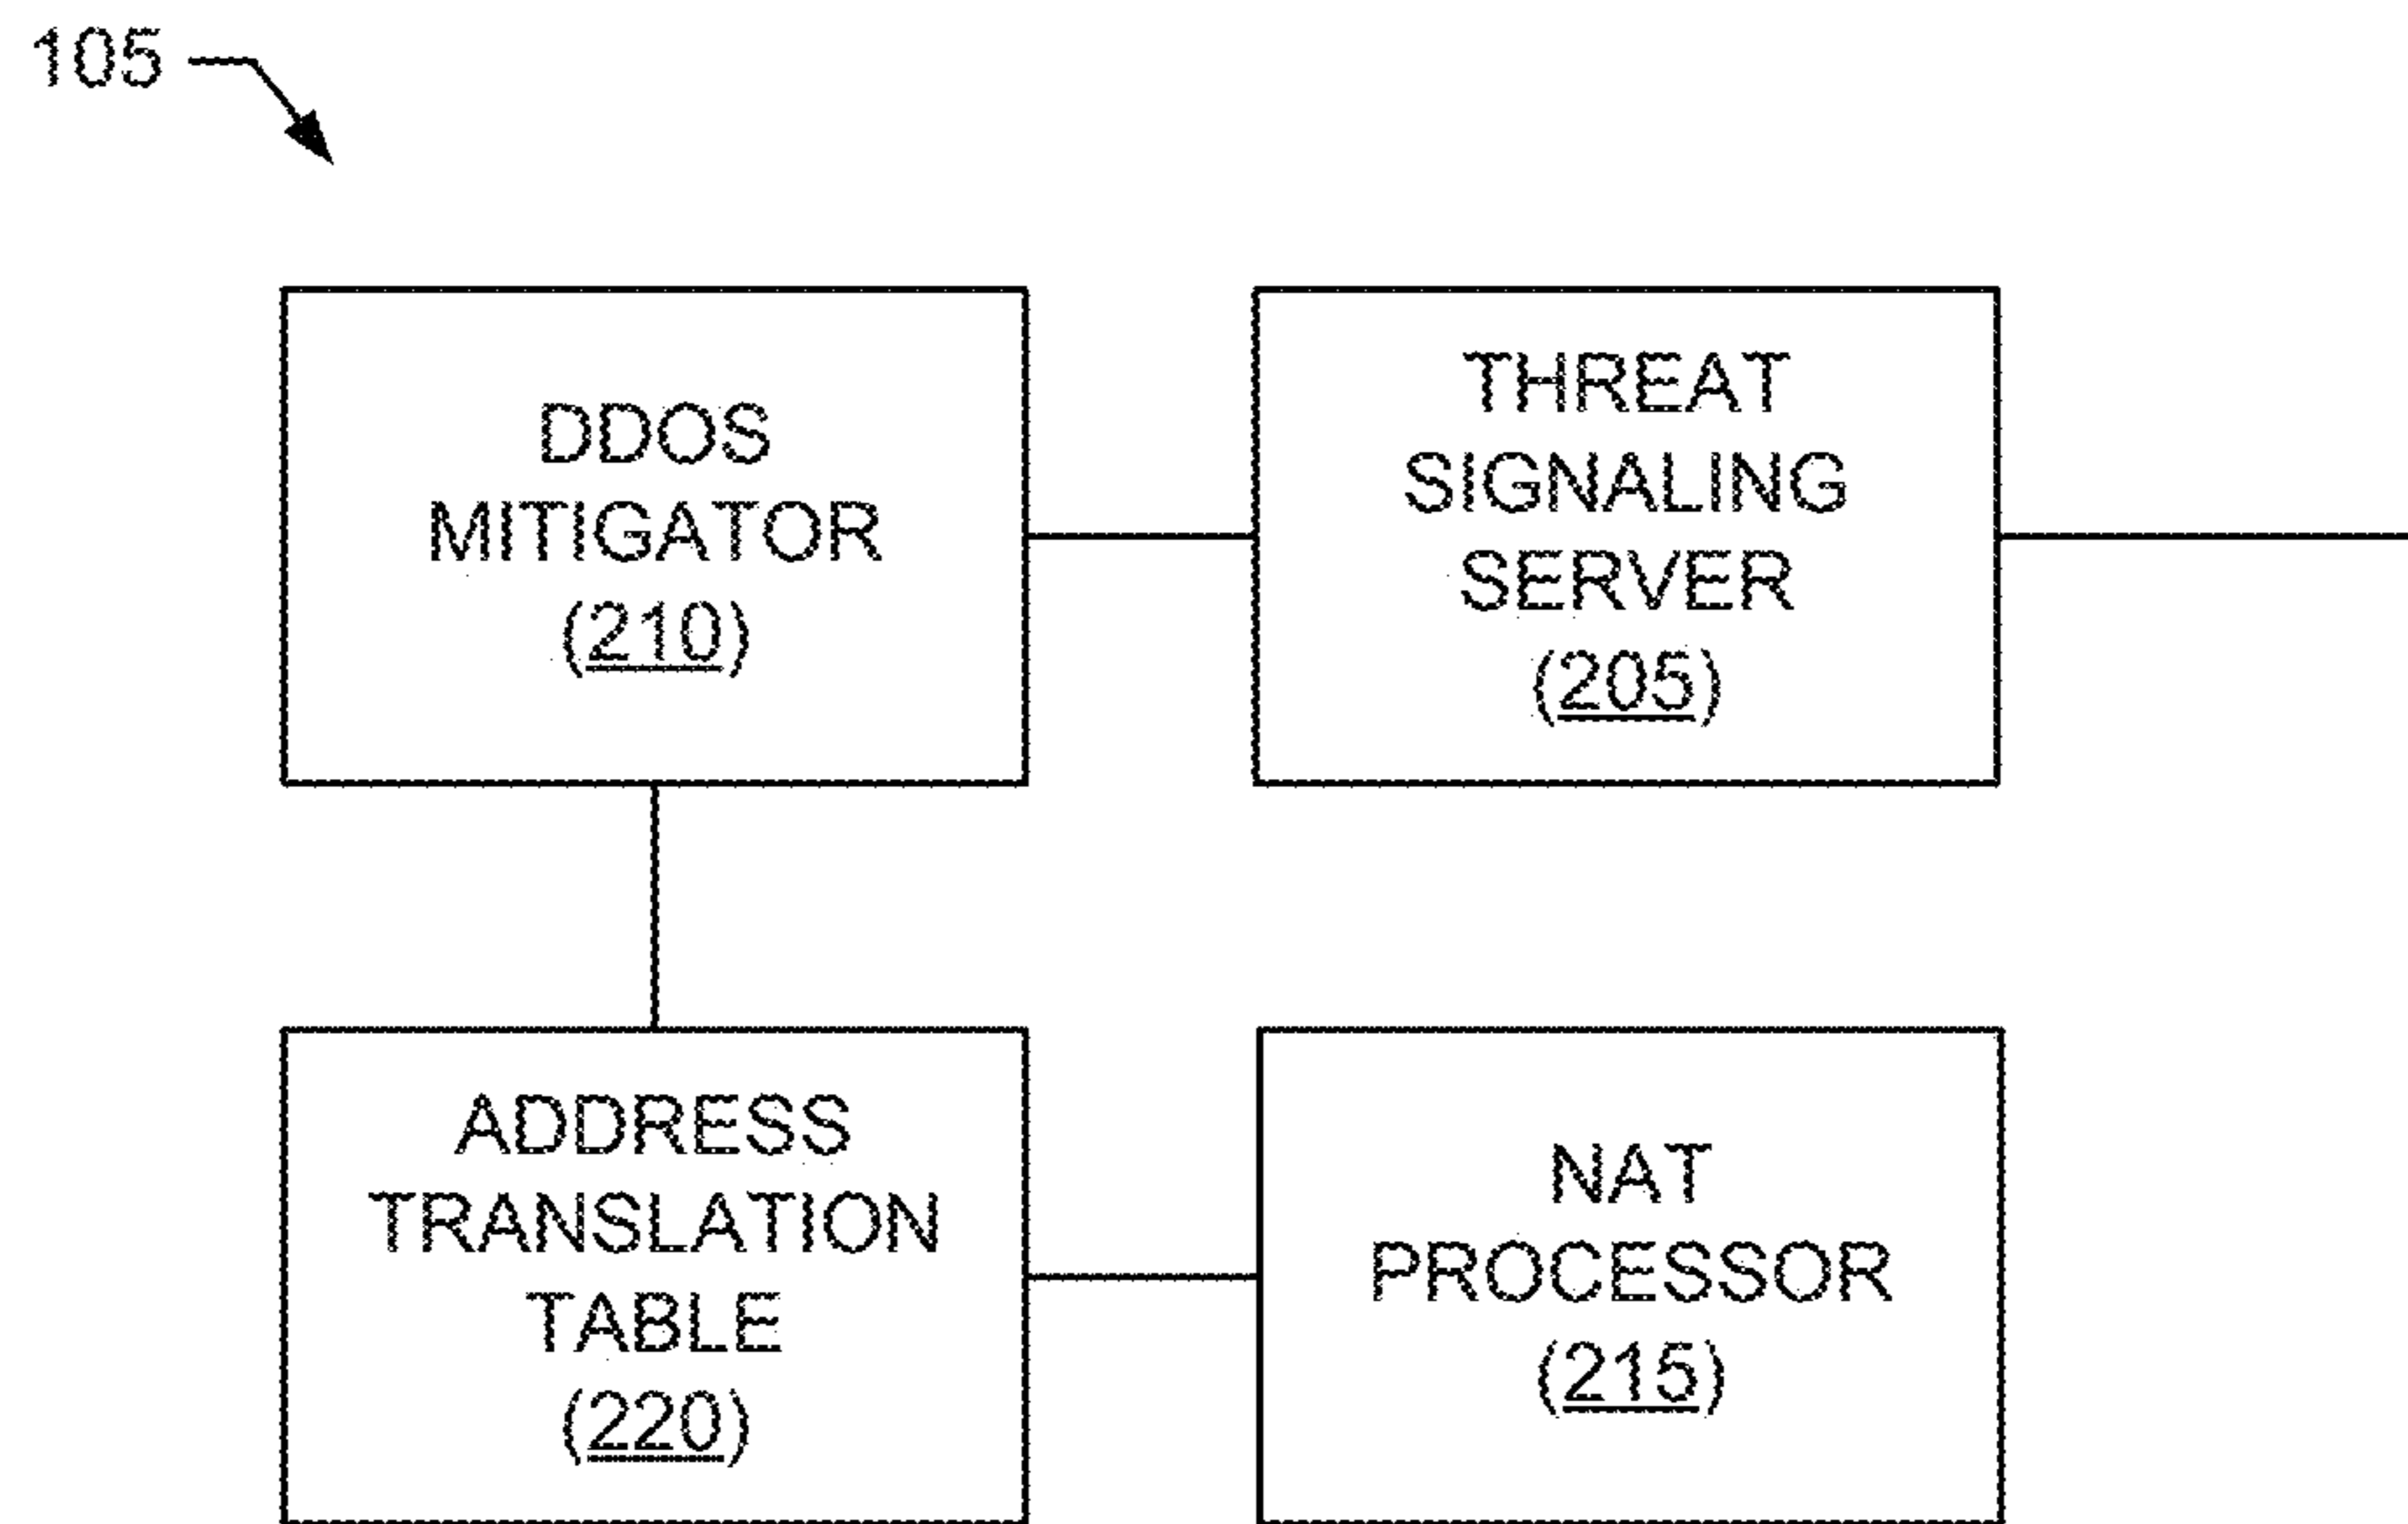 105
DDOS
MITIGATOR
(210)
THREAT
SIGNALING
SERVER
(205)
ADDRESS
TRANSLATION
TABLE
(220)
NAT
PROCESSOR
(215)